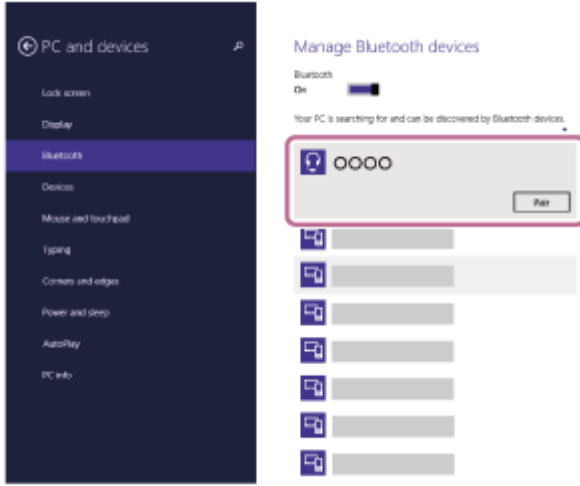 PC and devices
Lock screen
Display
Bluetooth
Devices
Mouse and touchpad
Typing
Corners and edges
Power and sleep
AutoPlay
PC info
Manage Bluetooth devices
Bluetooth
On
Your PC is searching for and can be discovered by Bluetooth devices.
OOOO
Pair